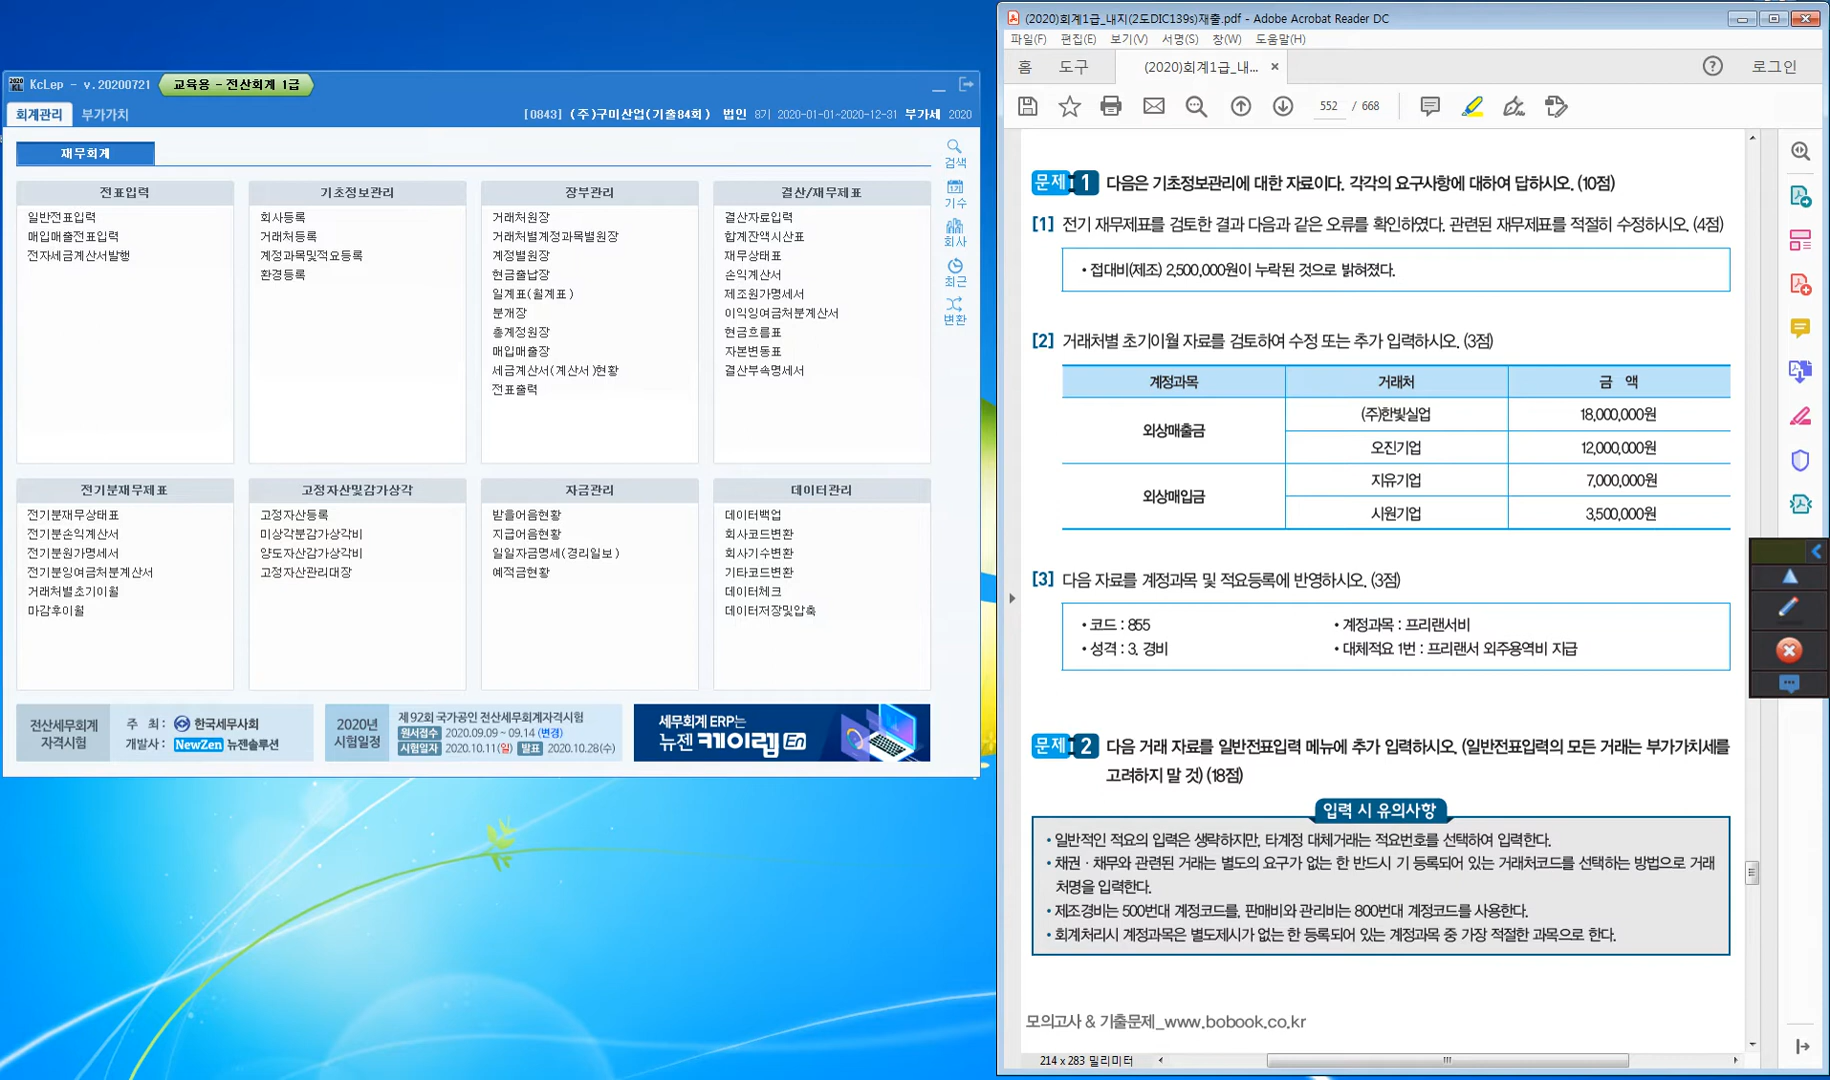 KcLep - v.20200721 교육용 - 전산회계 1급
회계관리 부가가치 [0843] (주)구미산업(기출84회) 법인 8기 2020-01-01~2020-12-31 부가세 2020
재무회계
검색
기수
회사
최근
변환
전표입력
일반전표입력
매입매출전표입력
전자세금계산서발행
기초정보관리
회사등록
거래처등록
계정과목및적요등록
환경등록
장부관리
거래처원장
거래처별계정과목별원장
계정별원장
현금출납장
일계표(월계표)
분개장
총계정원장
매입매출장
세금계산서(계산서)현황
전표출력
결산/재무제표
결산자료입력
합계잔액시산표
재무상태표
손익계산서
제조원가명세서
이익잉여금처분계산서
현금흐름표
자본변동표
결산부속명세서
전기분재무제표
전기분재무상태표
전기분손익계산서
전기분원가명세서
전기분잉여금처분계산서
거래처별초기이월
마감후이월
고정자산및감가상각
고정자산등록
미상각분감가상각비
양도자산감가상각비
고정자산관리대장
자금관리
받을어음현황
지급어음현황
일일자금명세(경리일보)
예적금현황
데이터관리
데이터백업
회사코드변환
회사기수변환
기타코드변환
데이터체크
데이터저장및압축
전산세무회계
자격시험
주 최: 한국세무사회
개발사: NewZen 뉴젠솔루션
2020년
시험일정
제92회 국가공인 전산세무회계자격시험
원서접수 2020.09.09 ~ 09.14 (변경)
시험일자 2020.10.11(일) 발표 2020.10.28(수)
세무회계 ERP는
뉴젠 케이렙 En
(2020)회계1급_내지(2도DIC139s)재출.pdf - Adobe Acrobat Reader DC
파일(F) 편집(E) 보기(V) 서명(S) 창(W) 도움말(H)
홈 도구 (2020)회계1급_내... × 로그인
552 / 668
문제 1 다음은 기초정보관리에 대한 자료이다. 각각의 요구사항에 대하여 답하시오. (10점)
[1] 전기 재무제표를 검토한 결과 다음과 같은 오류를 확인하였다. 관련된 재무제표를 적절히 수정하시오. (4점)
• 접대비(제조) 2,500,000원이 누락된 것으로 밝혀졌다.
[2] 거래처별 초기이월 자료를 검토하여 수정 또는 추가 입력하시오. (3점)
계정과목 거래처 금 액
외상매출금 (주)한빛실업 18,000,000원
오진기업 12,000,000원
외상매입금 지유기업 7,000,000원
시원기업 3,500,000원
[3] 다음 자료를 계정과목 및 적요등록에 반영하시오. (3점)
• 코드 : 855 • 계정과목 : 프리랜서비
• 성격 : 3. 경비 • 대체적요 1번 : 프리랜서 외주용역비 지급
문제 2 다음 거래 자료를 일반전표입력 메뉴에 추가 입력하시오. (일반전표입력의 모든 거래는 부가가치세를
고려하지 말 것) (18점)
입력 시 유의사항
• 일반적인 적요의 입력은 생략하지만, 타계정 대체거래는 적요번호를 선택하여 입력한다.
• 채권 · 채무와 관련된 거래는 별도의 요구가 없는 한 반드시 기 등록되어 있는 거래처코드를 선택하는 방법으로 거래
처명을 입력한다.
• 제조경비는 500번대 계정코드를, 판매비와 관리비는 800번대 계정코드를 사용한다.
• 회계처리시 계정과목은 별도제시가 없는 한 등록되어 있는 계정과목 중 가장 적절한 과목으로 한다.
모의고사 & 기출문제_www.bobook.co.kr
214 x 283 밀리미터